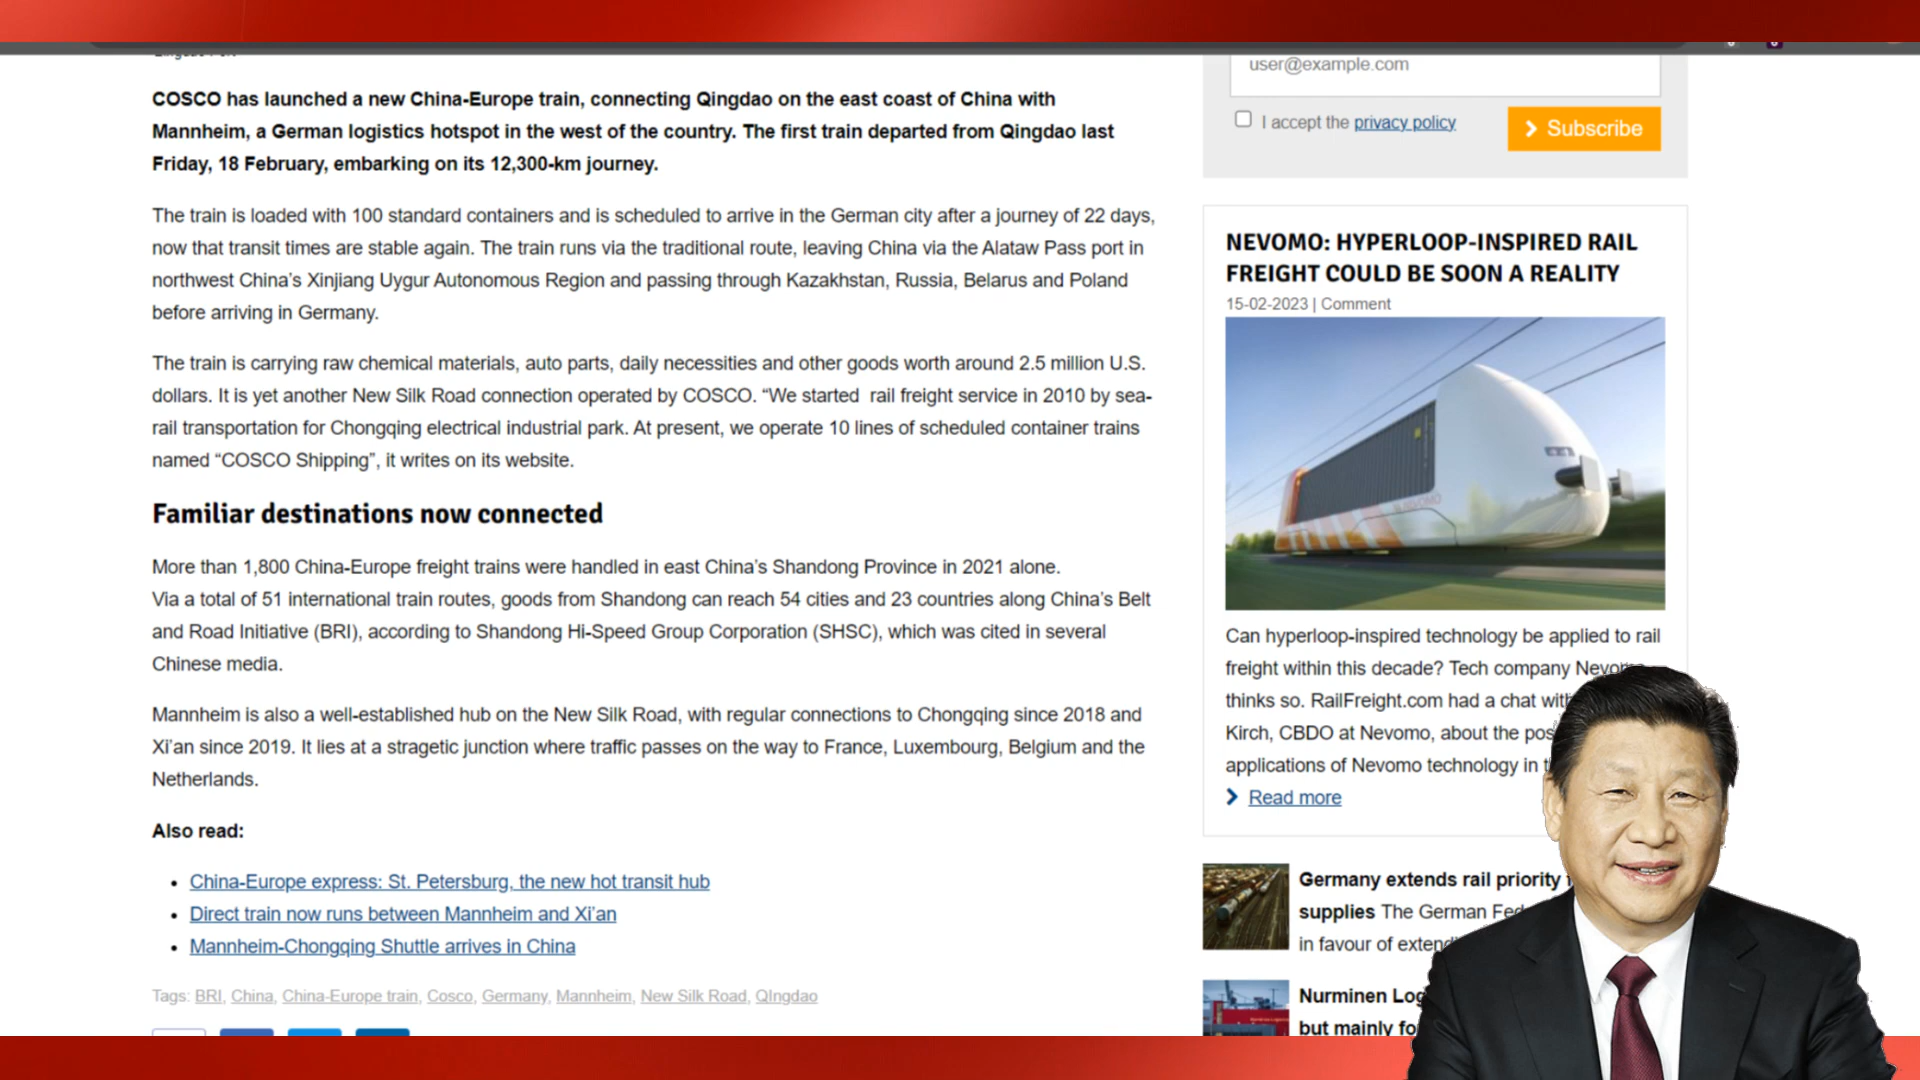 user@example.com
I accept the privacy policy
Subscribe
COSCO has launched a new China-Europe train, connecting Qingdao on the east coast of China with
Mannheim, a German logistics hotspot in the west of the country. The first train departed from Qingdao last
Friday, 18 February, embarking on its 12,300-km journey.
The train is loaded with 100 standard containers and is scheduled to arrive in the German city after a journey of 22 days,
now that transit times are stable again. The train runs via the traditional route, leaving China via the Alataw Pass port in
northwest China’s Xinjiang Uygur Autonomous Region and passing through Kazakhstan, Russia, Belarus and Poland
before arriving in Germany.
The train is carrying raw chemical materials, auto parts, daily necessities and other goods worth around 2.5 million U.S.
dollars. It is yet another New Silk Road connection operated by COSCO. “We started rail freight service in 2010 by sea-
rail transportation for Chongqing electrical industrial park. At present, we operate 10 lines of scheduled container trains
named “COSCO Shipping”, it writes on its website.
Familiar destinations now connected
More than 1,800 China-Europe freight trains were handled in east China’s Shandong Province in 2021 alone.
Via a total of 51 international train routes, goods from Shandong can reach 54 cities and 23 countries along China’s Belt
and Road Initiative (BRI), according to Shandong Hi-Speed Group Corporation (SHSC), which was cited in several
Chinese media.
Mannheim is also a well-established hub on the New Silk Road, with regular connections to Chongqing since 2018 and
Xi’an since 2019. It lies at a stragetic junction where traffic passes on the way to France, Luxembourg, Belgium and the
Netherlands.
Also read:
China-Europe express: St. Petersburg, the new hot transit hub
Direct train now runs between Mannheim and Xi’an
Mannheim-Chongqing Shuttle arrives in China
Tags: BRI, China, China-Europe train, Cosco, Germany, Mannheim, New Silk Road, QIngdao
NEVOMO: HYPERLOOP-INSPIRED RAIL
FREIGHT COULD BE SOON A REALITY
15-02-2023 | Comment
Can hyperloop-inspired technology be applied to rail
freight within this decade? Tech company
thinks so. RailFreight.com had a chat with
Kirch, CBDO at Nevomo, about the
applications of Nevomo technology in
Read more
Germany extends rail priority
supplies The German
in favour of
Nurminen
but mainly